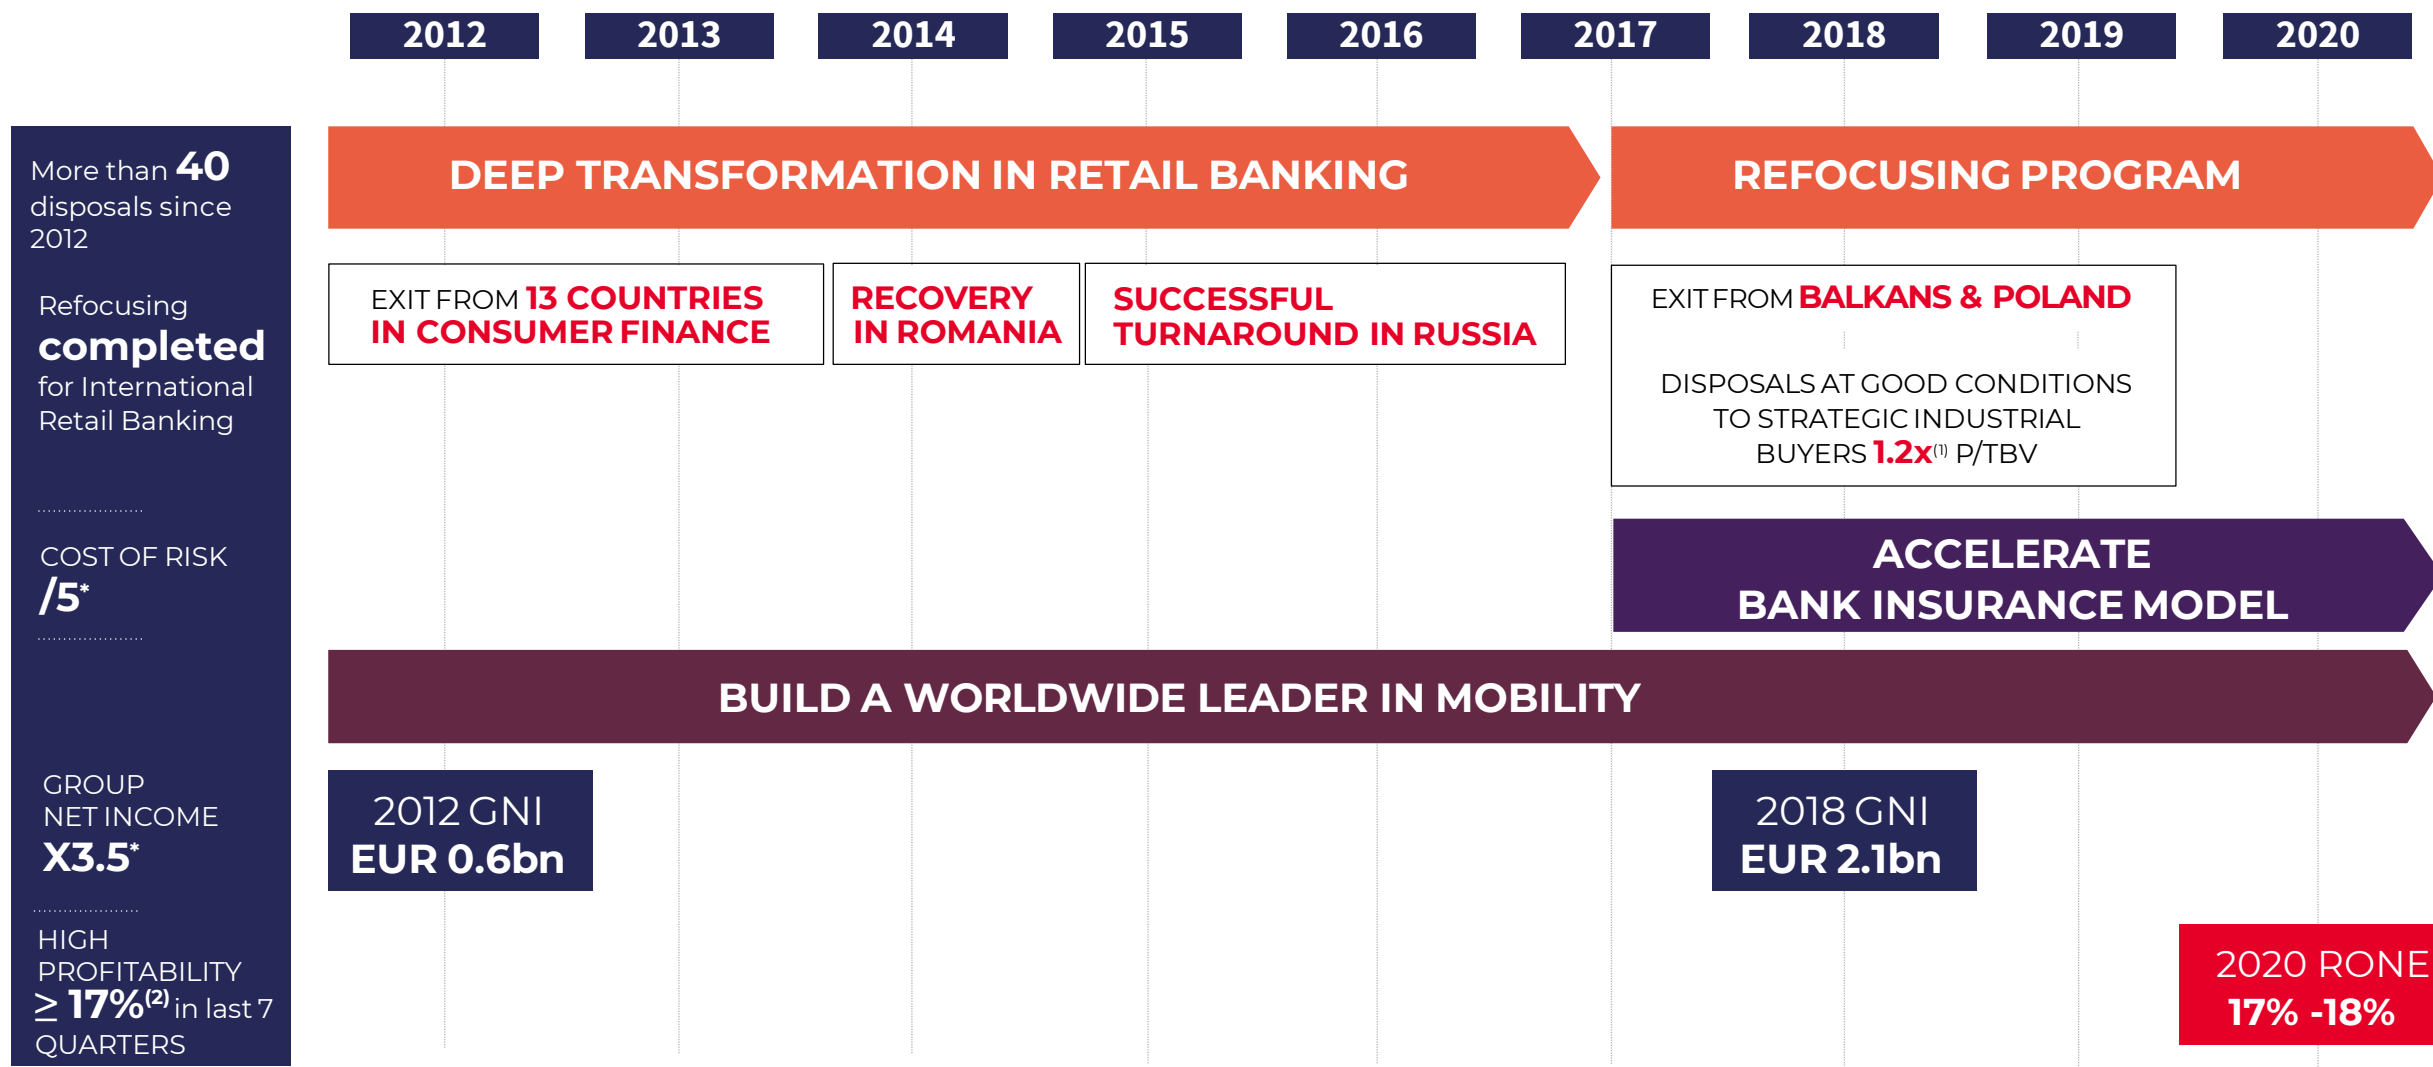 2012 2013 2014 2015 2016 2017 2018 2019 2020
More than 40
disposals since
2012
Refocusing
completed
for International
Retail Banking
COST OF RISK
/5*
GROUP
NET INCOME
X3.5*
HIGH
PROFITABILITY
≥ 17%(2) in last 7
QUARTERS
DEEP TRANSFORMATION IN RETAIL BANKING
REFOCUSING PROGRAM
EXIT FROM 13 COUNTRIES
IN CONSUMER FINANCE
RECOVERY
IN ROMANIA
SUCCESSFUL
TURNAROUND IN RUSSIA
EXIT FROM BALKANS & POLAND
DISPOSALS AT GOOD CONDITIONS
TO STRATEGIC INDUSTRIAL
BUYERS 1.2x(1) P/TBV
ACCELERATE
BANK INSURANCE MODEL
BUILD A WORLDWIDE LEADER IN MOBILITY
2012 GNI
EUR 0.6bn
2018 GNI
EUR 2.1bn
2020 RONE
17% -18%